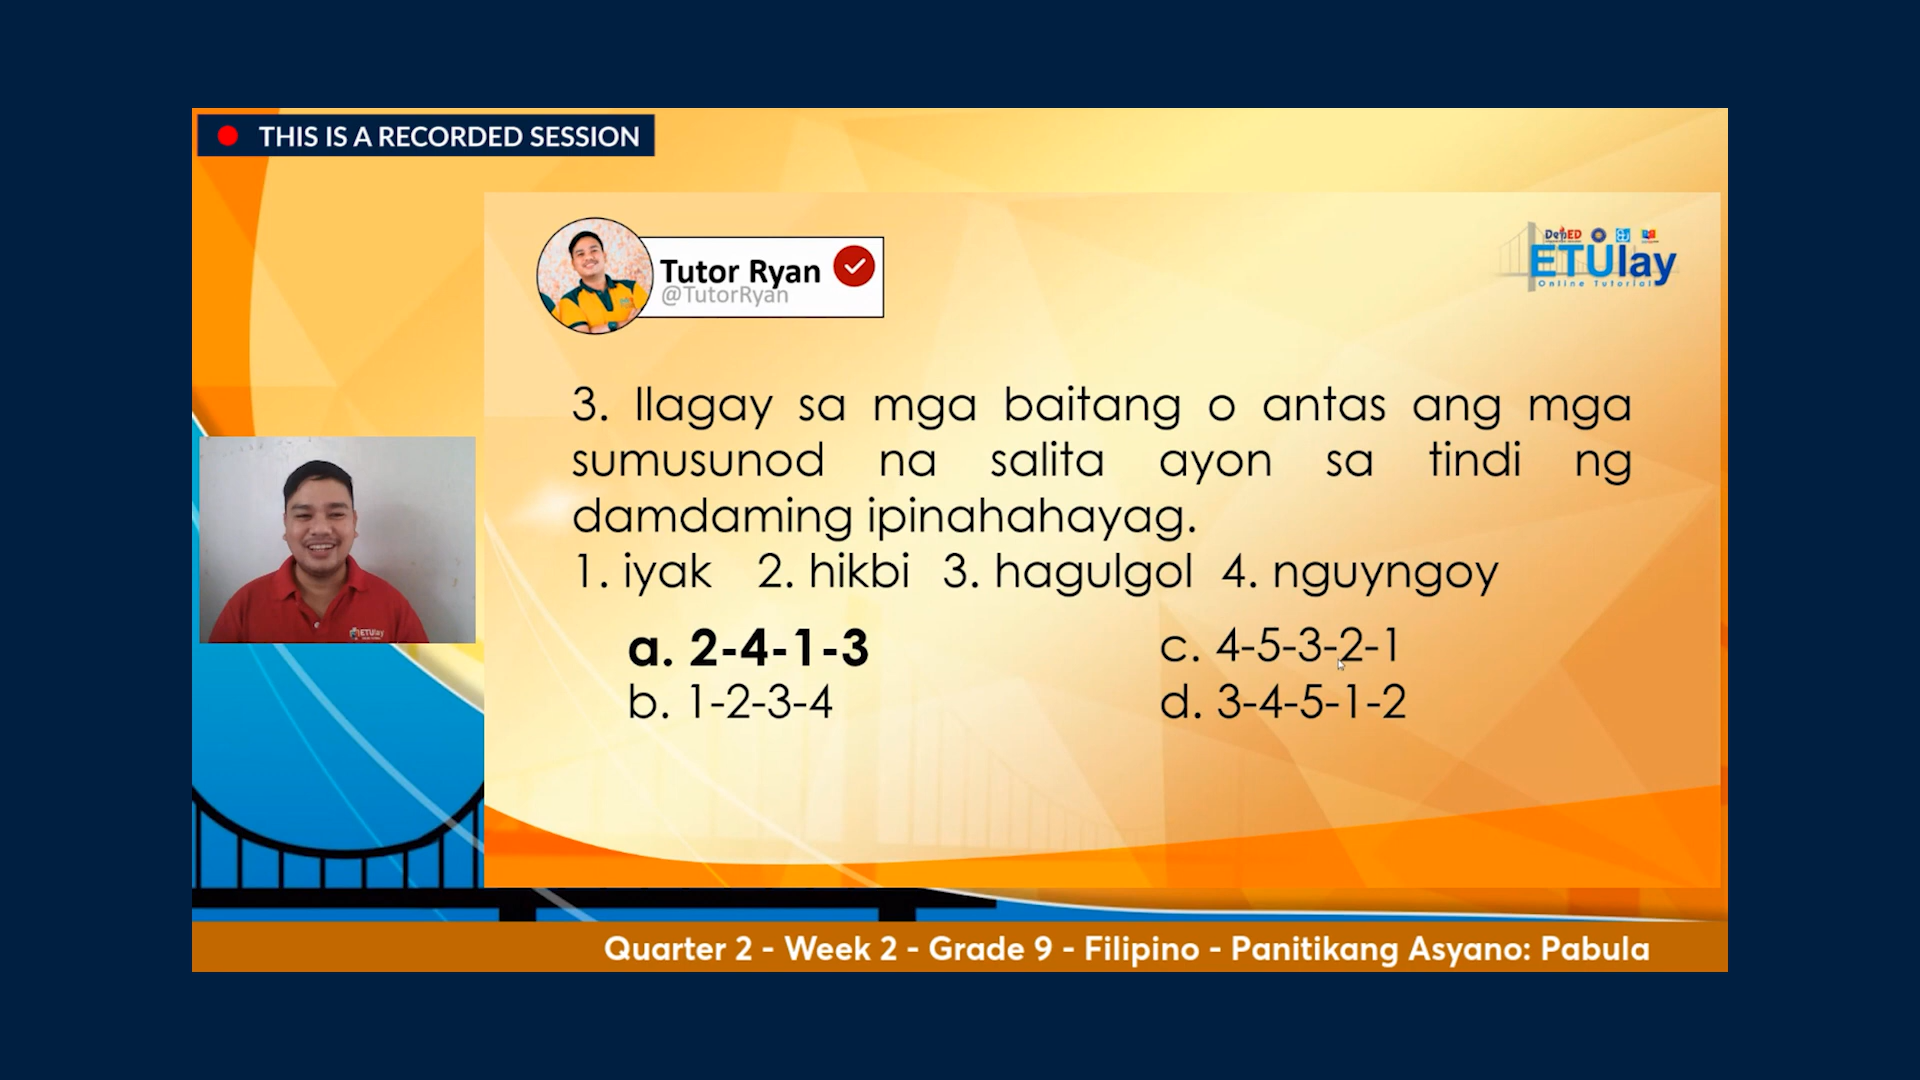 THIS IS A RECORDED SESSION
Tutor Ryan
@TutorRyan
DepED
ETUlay
Online Tutorial
3. Ilagay sa mga baitang o antas ang mga
sumusunod na salita ayon sa tindi ng
damdaming ipinahahayag.
1. iyak 2. hikbi 3. hagulgol 4. nguyngoy
a. 2-4-1-3
b. 1-2-3-4
c. 4-5-3-2-1
d. 3-4-5-1-2
ETUlay
Quarter 2 - Week 2 - Grade 9 - Filipino - Panitikang Asyano: Pabula